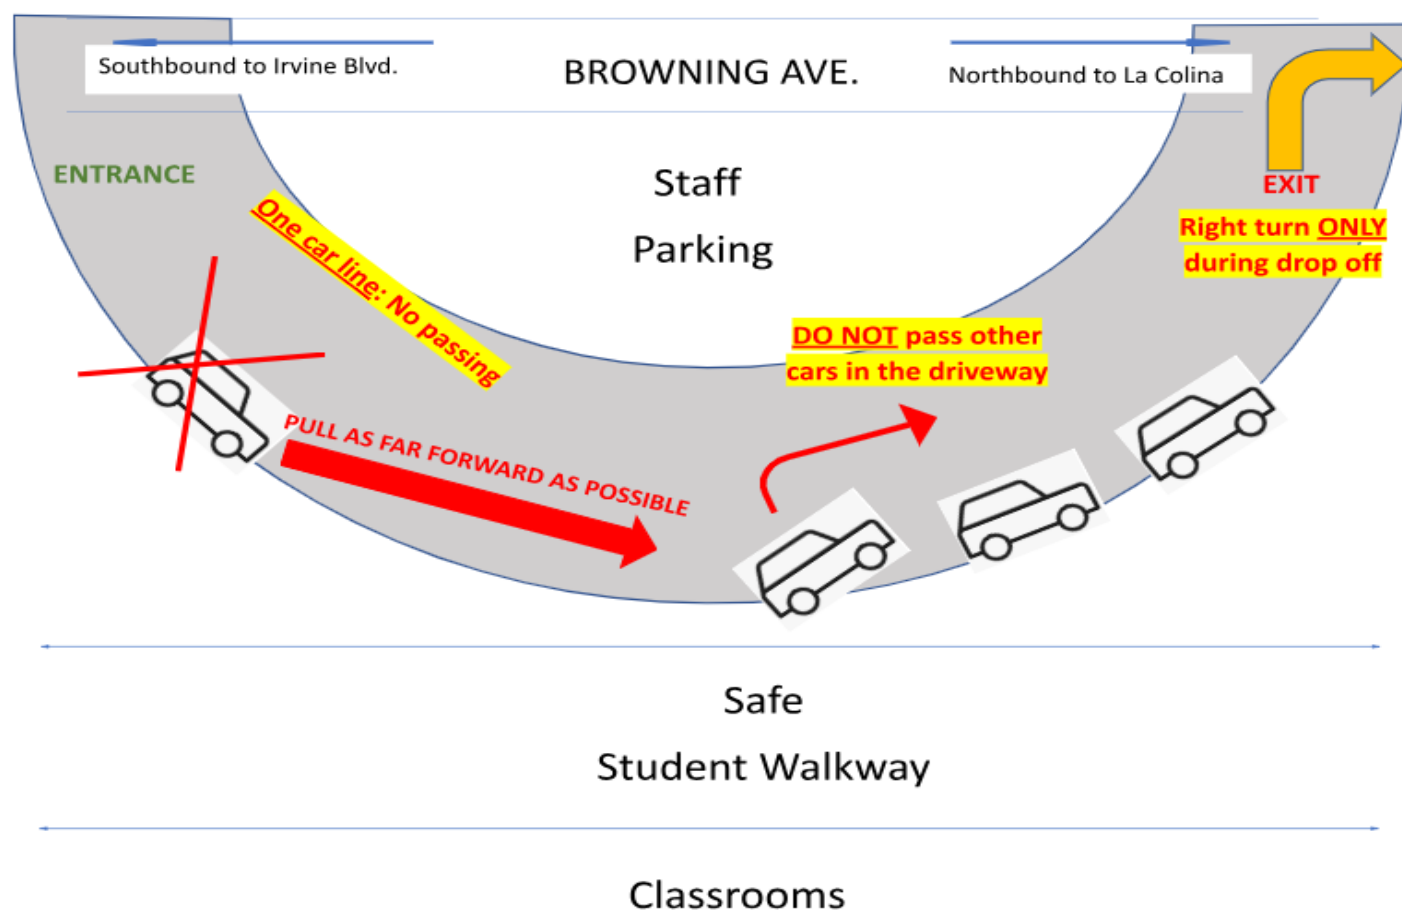 Southbound to Irvine Blvd.
BROWNING AVE.
Northbound to La Colina
ENTRANCE
Staff
Parking
EXIT
Right turn ONLY
during drop off
One car line: No passing
DO NOT pass other
cars in the driveway
PULL AS FAR FORWARD AS POSSIBLE
Safe
Student Walkway
Classrooms